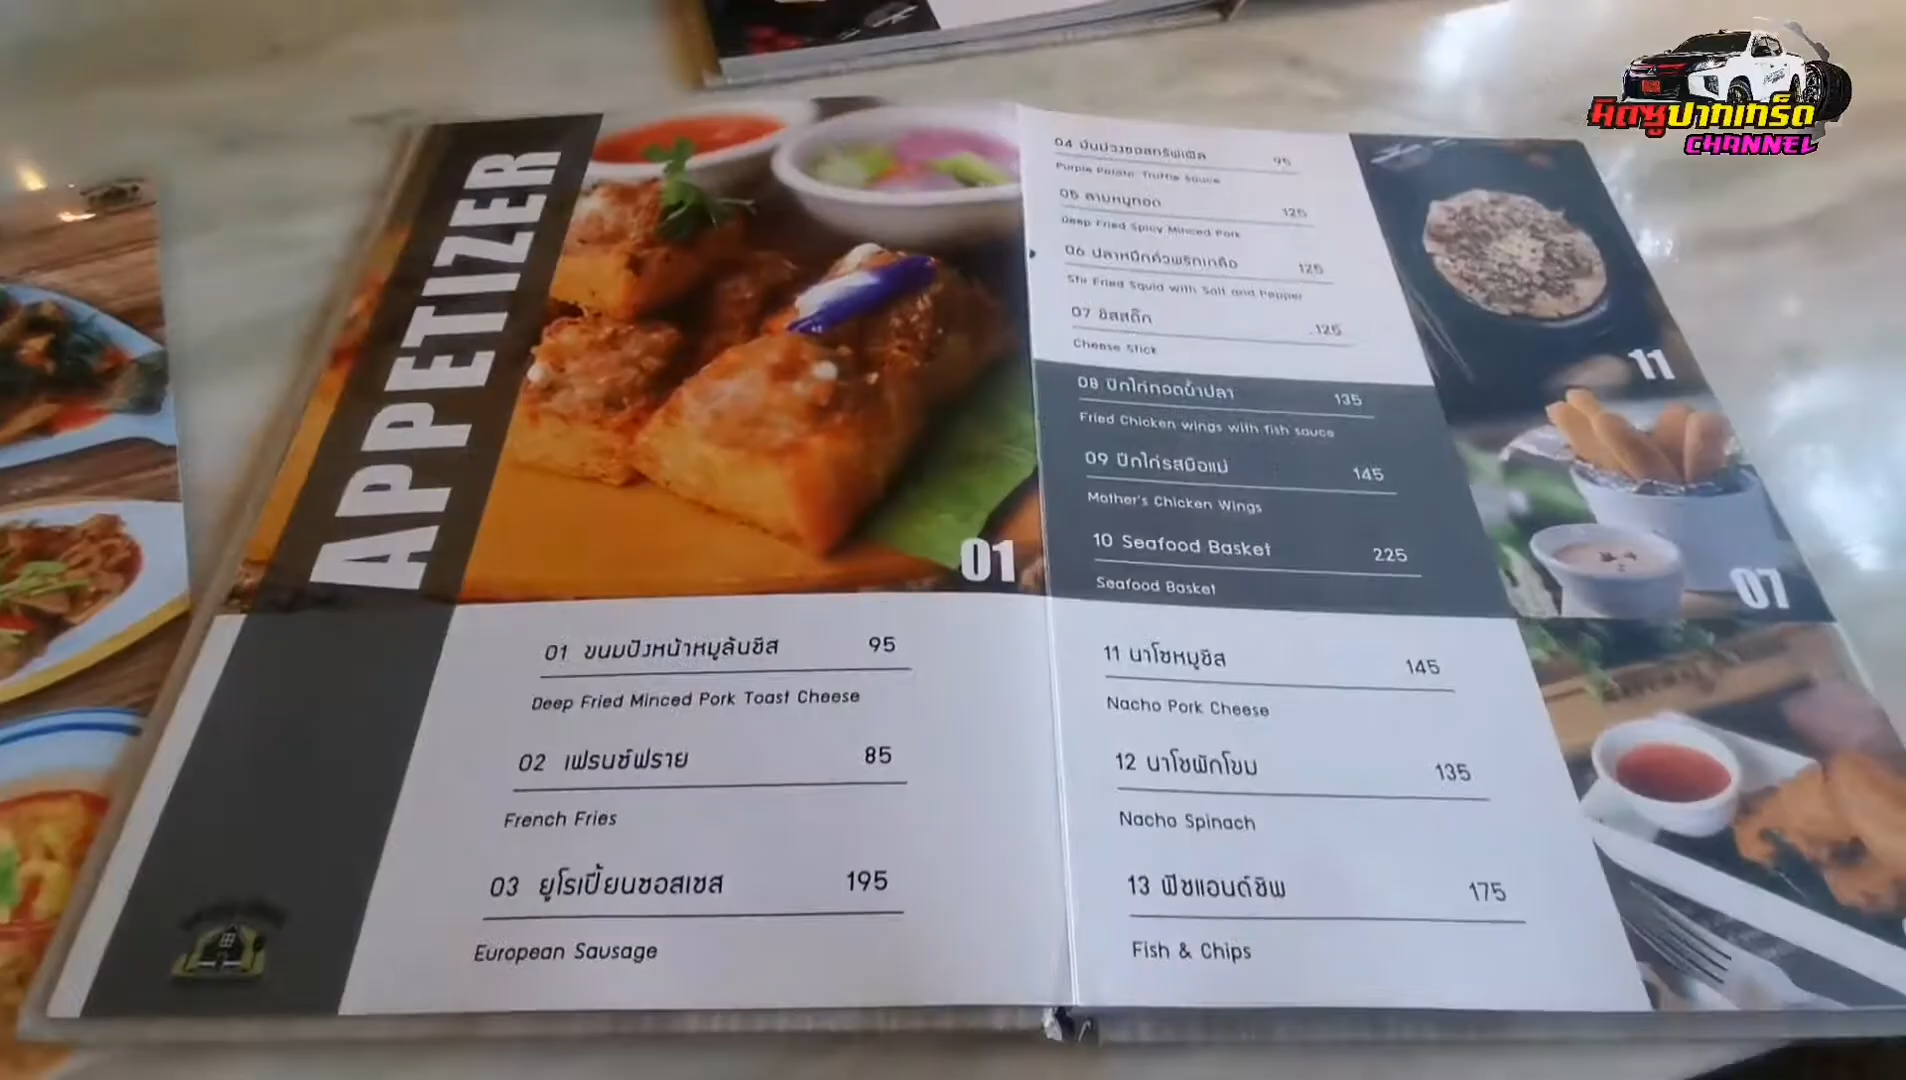 มิตซูปากเกร็ด
CHANNEL
APPETIZER
01
01 ขนมปังหน้าหมูล้นชีส 95
Deep Fried Minced Pork Toast Cheese
02 เฟรนช์ฟราย 85
French Fries
03 ยูโรเปี้ยนซอสเซส 195
European Sausage
04 มันม่วงซอสทรัฟเฟิล 95
Purple Potato Truffle Sauce
05 ลาบหมูทอด 125
Deep Fried Spicy Minced Pork
06 ปลาหมึกคั่วพริกเกลือ 125
Stir Fried Squid with Salt and Pepper
07 ชีสสติ๊ก 125
Cheese Stick
08 ปีกไก่ทอดน้ำปลา 135
Fried Chicken wings with fish sauce
09 ปีกไก่รสมือแม่ 145
Mother's Chicken Wings
10 Seafood Basket 225
Seafood Basket
11 นาโชหมูชีส 145
Nacho Pork Cheese
12 นาโชผักโขม 135
Nacho Spinach
13 ฟิชแอนด์ชิพ 175
Fish & Chips
11
07